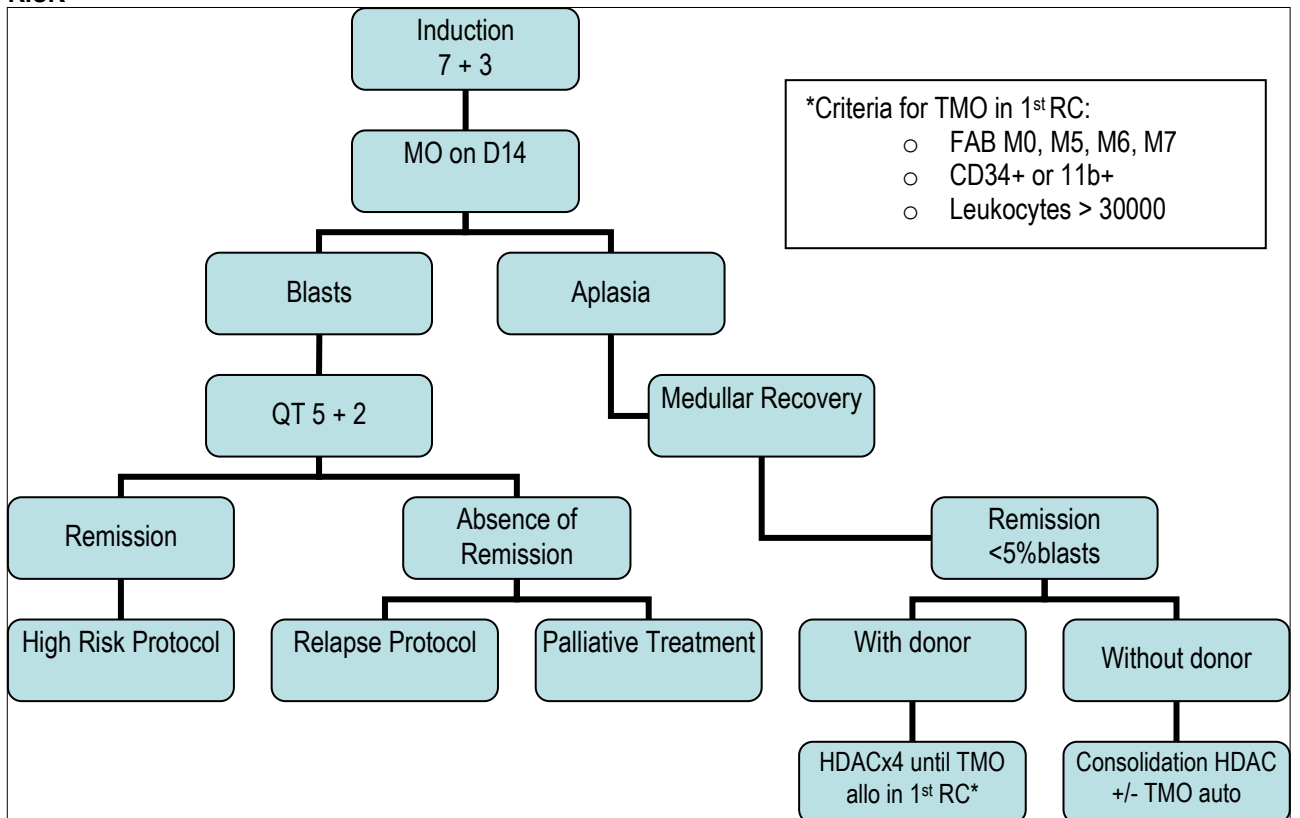 RISK
Induction
7 + 3
*Criteria for TMO in 1st RC:
○ FAB M0, M5, M6, M7
○ CD34+ or 11b+
○ Leukocytes > 30000
MO on D14
Blasts
Aplasia
QT 5 + 2
Medullar Recovery
Remission
Absence of
Remission
Remission
<5%blasts
High Risk Protocol
Relapse Protocol
Palliative Treatment
With donor
Without donor
HDACx4 until TMO
allo in 1st RC*
Consolidation HDAC
+/- TMO auto